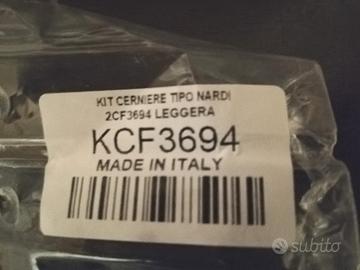 KIT CERNIERE TIPO NARDI
2CF3694 LEGGERA
KCF3694
MADE IN ITALY
subito